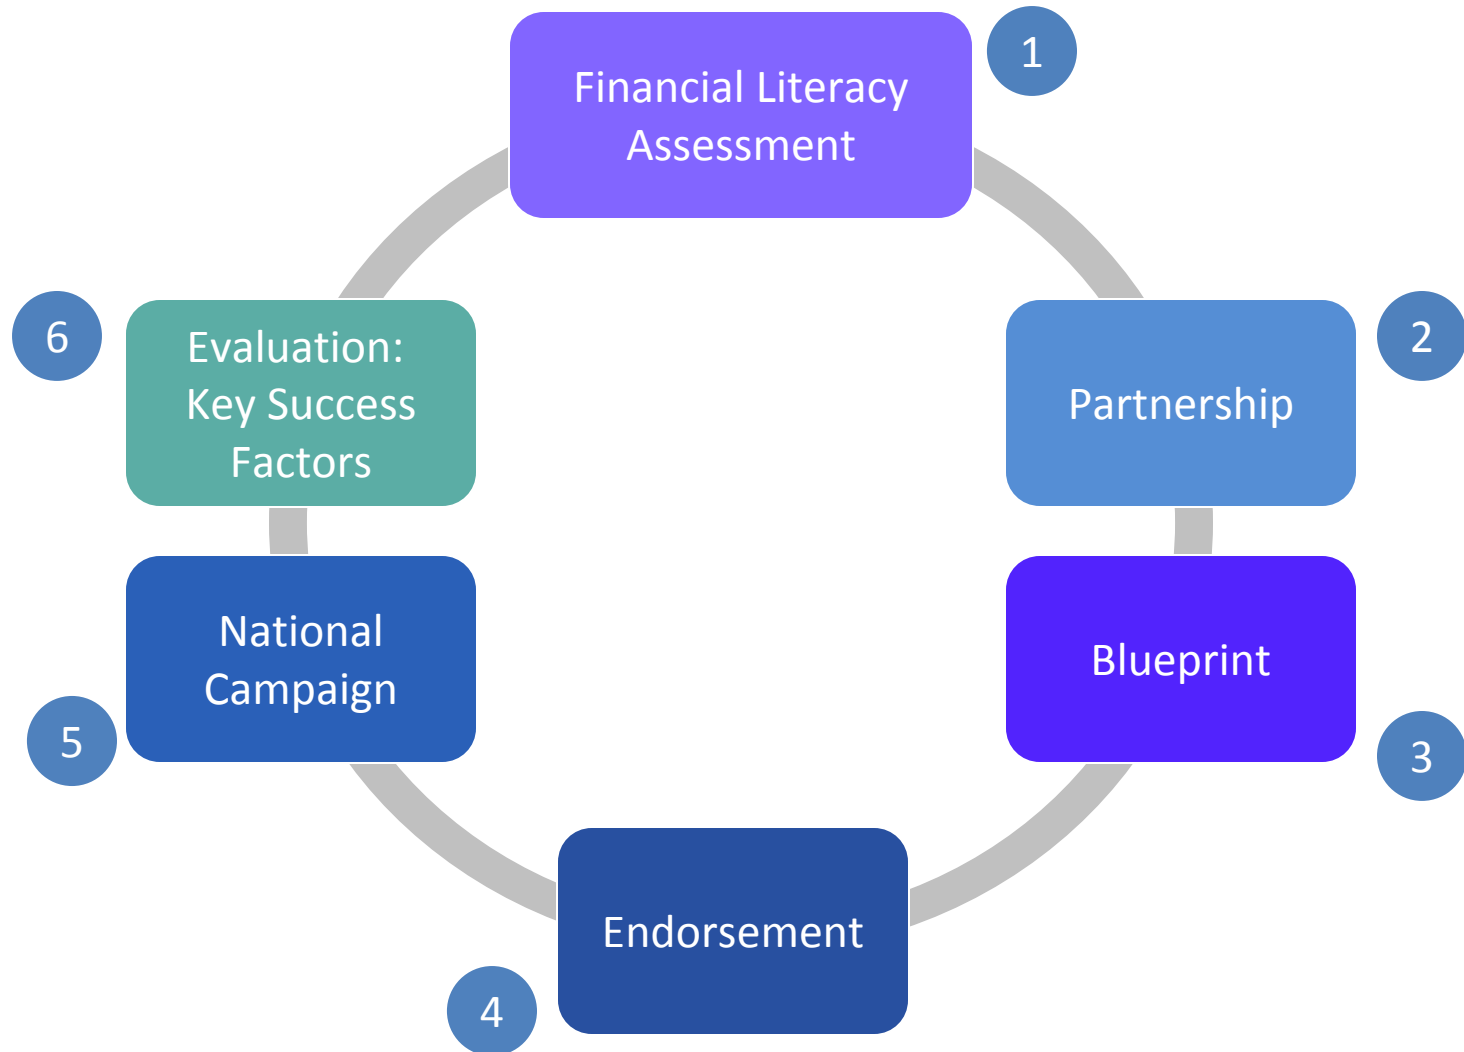 1
Financial Literacy
Assessment
2
Partnership
3
Blueprint
4
Endorsement
5
National
Campaign
6
Evaluation:
Key Success
Factors